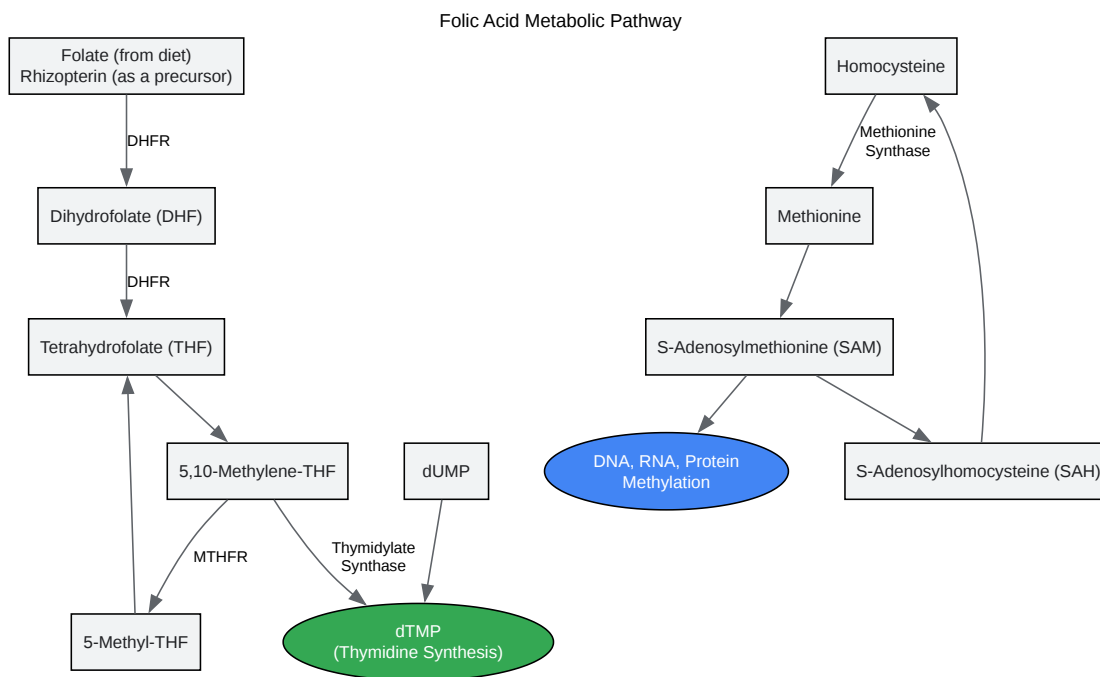 Folic Acid Metabolic Pathway
Folate (from diet)
Rhizopterin (as a precursor)
DHFR
Dihydrofolate (DHF)
DHFR
Tetrahydrofolate (THF)
5,10-Methylene-THF
dUMP
MTHFR
Thymidylate
Synthase
5-Methyl-THF
dTMP
(Thymidine Synthesis)
Homocysteine
Methionine
Synthase
Methionine
S-Adenosylmethionine (SAM)
DNA, RNA, Protein
Methylation
S-Adenosylhomocysteine (SAH)